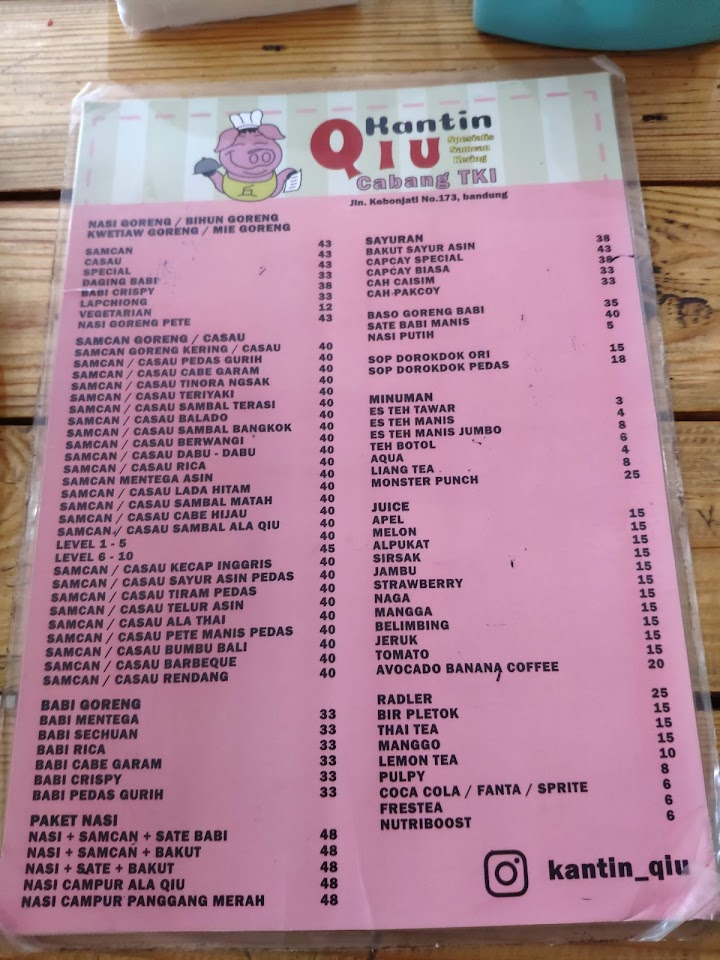 Kantin
QIU
Spesialis
Samcan
Kering
Cabang TKI
Jln. Kebonjati No.173, bandung
NASI GORENG / BIHUN GORENG
KWETIAW GORENG / MIE GORENG
SAMCAN 43
CASAU 43
SPECIAL 43
DAGING BABI 33
BABI CRISPY 38
LAPCHIONG 33
VEGETARIAN 12
NASI GORENG PETE 43
SAMCAN GORENG / CASAU
SAMCAN GORENG KERING / CASAU 40
SAMCAN / CASAU PEDAS GURIH 40
SAMCAN / CASAU CABE GARAM 40
SAMCAN / CASAU TINORA NGSAK 40
SAMCAN / CASAU TERIYAKI 40
SAMCAN / CASAU SAMBAL TERASI 40
SAMCAN / CASAU BALADO 40
SAMCAN / CASAU SAMBAL BANGKOK 40
SAMCAN / CASAU BERWANGI 40
SAMCAN / CASAU DABU - DABU 40
SAMCAN / CASAU RICA 40
SAMCAN MENTEGA ASIN 40
SAMCAN / CASAU LADA HITAM 40
SAMCAN / CASAU SAMBAL MATAH 40
SAMCAN / CASAU CABE HIJAU 40
SAMCAN / CASAU SAMBAL ALA QIU
LEVEL 1 - 5 40
LEVEL 6 - 10 45
SAMCAN / CASAU KECAP INGGRIS 40
SAMCAN / CASAU SAYUR ASIN PEDAS 40
SAMCAN / CASAU TIRAM PEDAS 40
SAMCAN / CASAU TELUR ASIN 40
SAMCAN / CASAU ALA THAI 40
SAMCAN / CASAU PETE MANIS PEDAS 40
SAMCAN / CASAU BUMBU BALI 40
SAMCAN / CASAU BARBEQUE 40
SAMCAN / CASAU RENDANG 40
BABI GORENG
BABI MENTEGA 33
BABI SECHUAN 33
BABI RICA 33
BABI CABE GARAM 33
BABI CRISPY 33
BABI PEDAS GURIH 33
PAKET NASI
NASI + SAMCAN + SATE BABI 48
NASI + SAMCAN + BAKUT 48
NASI + SATE + BAKUT 48
NASI CAMPUR ALA QIU 48
NASI CAMPUR PANGGANG MERAH 48
SAYURAN
BAKUT SAYUR ASIN 38
CAPCAY SPECIAL 43
CAPCAY BIASA 38
CAH CAISIM 33
CAH PAKCOY 33
BASO GORENG BABI 35
SATE BABI MANIS 40
NASI PUTIH 5
SOP DOROKDOK ORI 15
SOP DOROKDOK PEDAS 18
MINUMAN
ES TEH TAWAR 3
ES TEH MANIS 4
ES TEH MANIS JUMBO 8
TEH BOTOL 6
AQUA 4
LIANG TEA 8
MONSTER PUNCH 25
JUICE
APEL 15
MELON 15
ALPUKAT 15
SIRSAK 15
JAMBU 15
STRAWBERRY 15
NAGA 15
MANGGA 15
BELIMBING 15
JERUK 15
TOMATO 15
AVOCADO BANANA COFFEE 20
RADLER 25
BIR PLETOK 15
THAI TEA 15
MANGGO 15
LEMON TEA 10
PULPY 8
COCA COLA / FANTA / SPRITE 6
FRESTEA 6
NUTRIBOOST 6
kantin_qiu